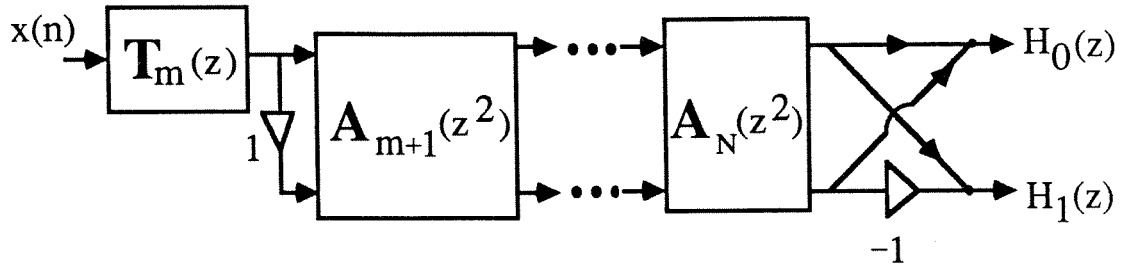 x(n)
T_m(z)
1
A_{m+1}(z^2)
A_N(z^2)
H_0(z)
H_1(z)
-1